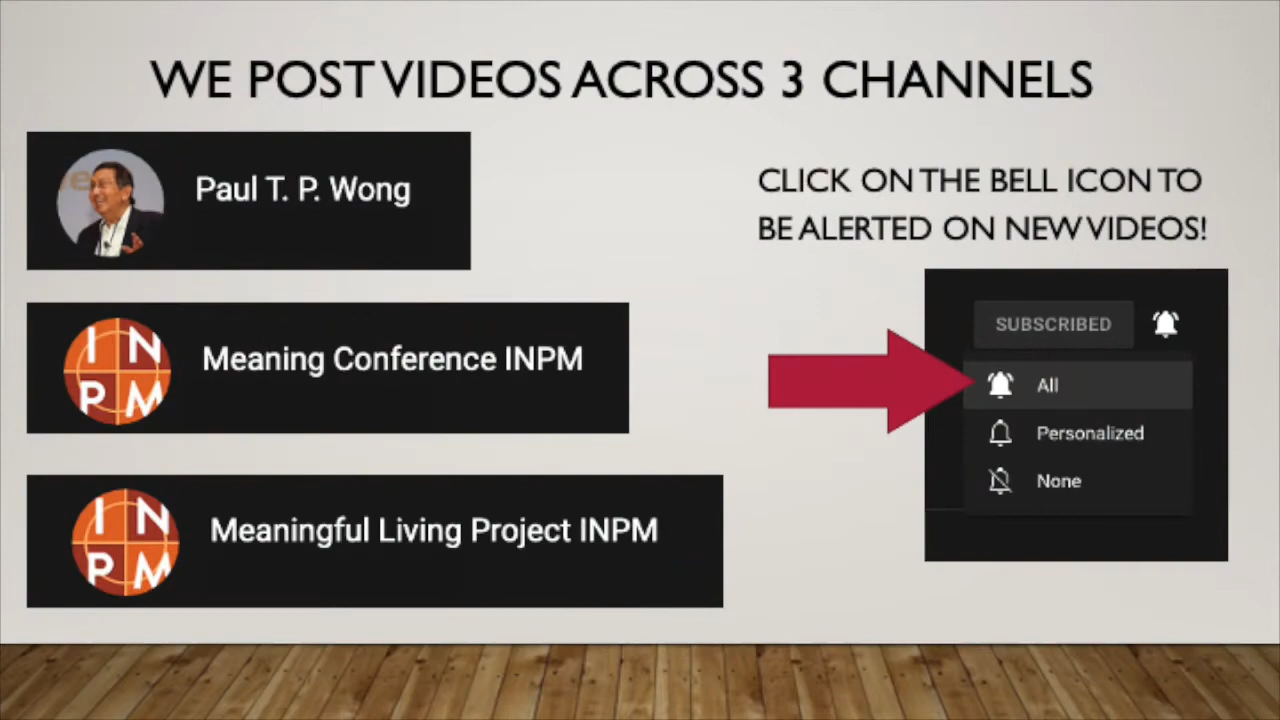 WE POST VIDEOS ACROSS 3 CHANNELS
Paul T. P. Wong
CLICK ON THE BELL ICON TO
BE ALERTED ON NEW VIDEOS!
I N
P M
Meaning Conference INPM
SUBSCRIBED
All
Personalized
None
I N
P M
Meaningful Living Project INPM